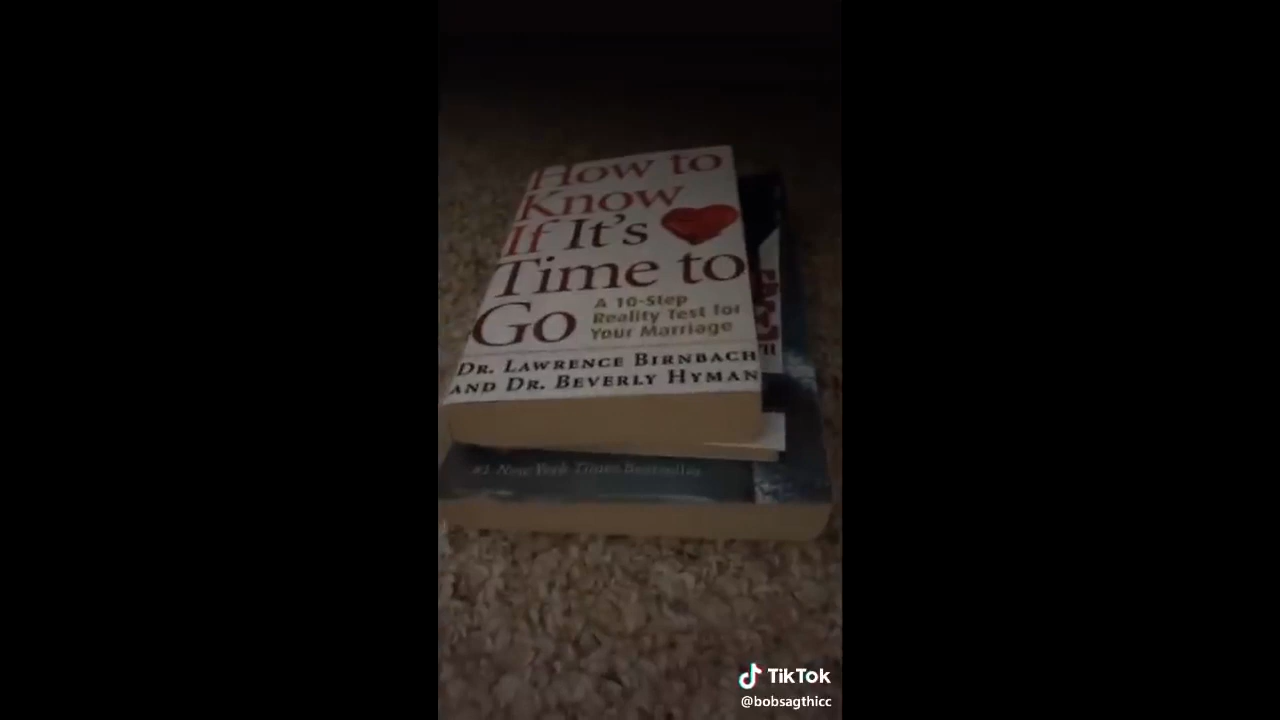 How to
Know
If It's
Time to
Go
A 10-Step
Reality Test for
Your Marriage
DR. LAWRENCE BIRNBACH
AND DR. BEVERLY HYMAN
#1 New York Times Bestseller
TikTok
@bobsagthicc